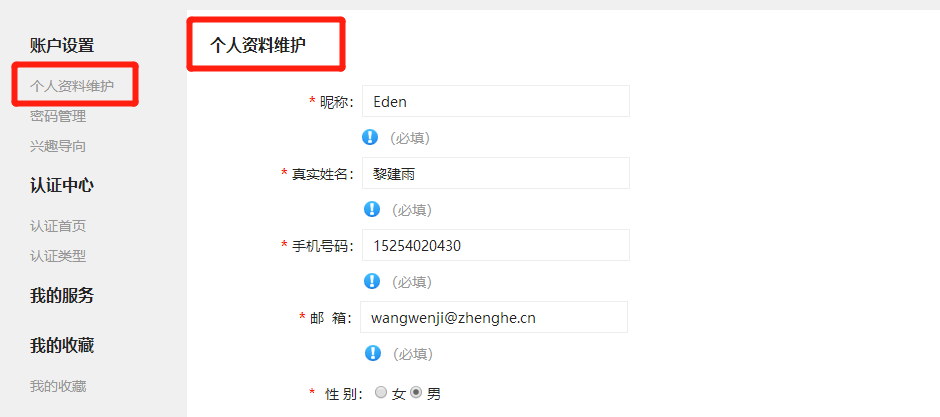 账户设置
个人资料维护
密码管理
兴趣导向
认证中心
认证首页
认证类型
我的服务
我的收藏
我的收藏
个人资料维护
* 昵称： Eden
（必填）
* 真实姓名： 黎建雨
（必填）
* 手机号码： 15254020430
（必填）
* 邮 箱： wangwenji@zhenghe.cn
（必填）
* 性 别： 女 男